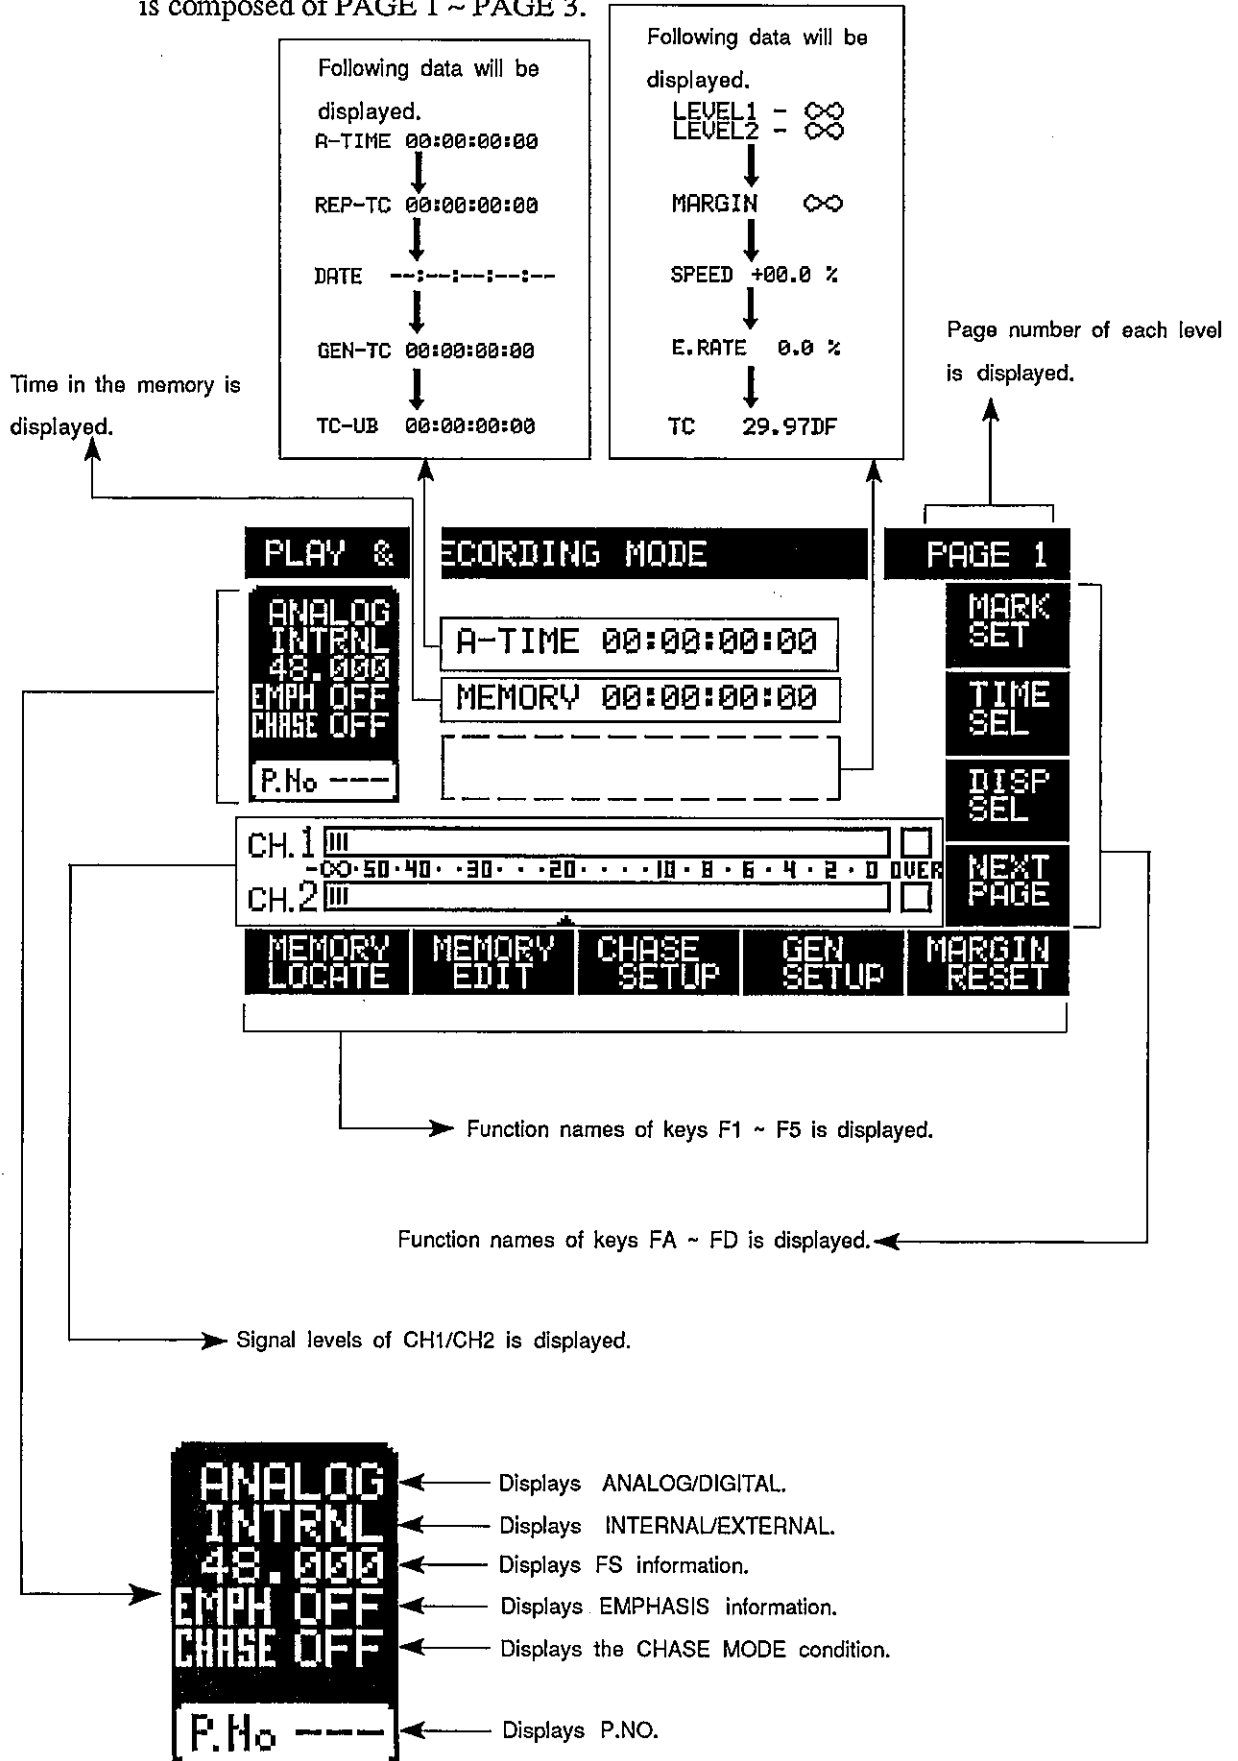 is composed of PAGE 1 ~ PAGE 3.
Following data will be
displayed.
A-TIME 00:00:00:00
REP-TC 00:00:00:00
DATE --:--:--:--:--
GEN-TC 00:00:00:00
TC-UB 00:00:00:00
Following data will be
displayed.
LEVEL1 - ∞
LEVEL2 - ∞
MARGIN ∞
SPEED +00.0 %
E.RATE 0.0 %
TC 29.97DF
Page number of each level
is displayed.
Time in the memory is
displayed.
PLAY & ECORDING MODE PAGE 1
ANALOG
INTRNL
48.000
EMPH OFF
CHASE OFF
P.No ---
A-TIME 00:00:00:00
MEMORY 00:00:00:00
MARK
SET
TIME
SEL
DISP
SEL
NEXT
PAGE
CH.1
-∞·50·40· ·30· · ·20· · · ·10 · 8 · 6 · 4 · 2 · 0 OVER
CH.2
MEMORY
LOCATE
MEMORY
EDIT
CHASE
SETUP
GEN
SETUP
MARGIN
RESET
Function names of keys F1 ~ F5 is displayed.
Function names of keys FA ~ FD is displayed.
Signal levels of CH1/CH2 is displayed.
ANALOG Displays ANALOG/DIGITAL.
INTRNL Displays INTERNAL/EXTERNAL.
48.000 Displays FS information.
EMPH OFF Displays EMPHASIS information.
CHASE OFF Displays the CHASE MODE condition.
P.No --- Displays P.NO.